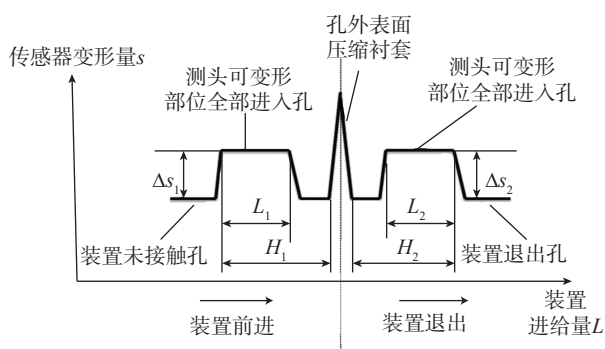 孔外表面
压缩衬套
传感器变形量s
测头可变形
部位全部进入孔
测头可变形
部位全部进入孔
Δs₁
Δs₂
L₁
L₂
H₁
H₂
装置未接触孔
装置退出孔
装置前进
装置退出
装置
进给量L